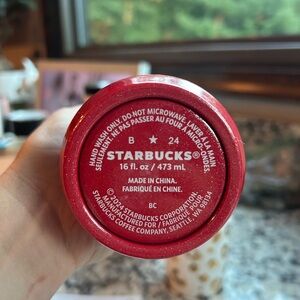 HAND WASH ONLY. DO NOT MICROWAVE. LAVER À LA MAIN
SEULEMENT. NE PAS PASSER AU FOUR À MICRO-ONDES.
B ★ 24
STARBUCKS®
16 fl. oz / 473 mL
MADE IN CHINA.
FABRIQUÉ EN CHINE.
BC
©2024 STARBUCKS CORPORATION.
MANUFACTURED FOR / FABRIQUÉ POUR
STARBUCKS COFFEE COMPANY. SEATTLE, WA 98134